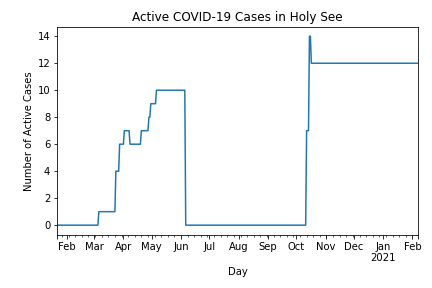 Active COVID-19 Cases in Holy See
Number of Active Cases
14
12
10
8
6
4
2
0
Feb Mar Apr May Jun Jul Aug Sep Oct Nov Dec Jan Feb
2021
Day